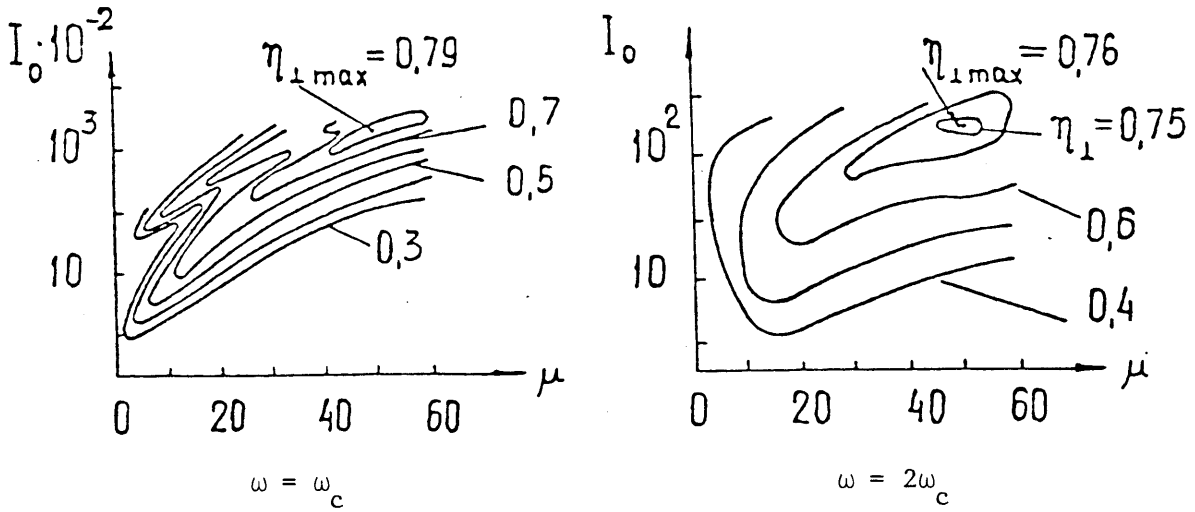 I₀·10⁻²
η⊥max = 0,79
10³
0,7
0,5
0,3
10
0 20 40 60 μ
ω = ω_c
I₀
η⊥max = 0,76
η⊥ = 0,75
10²
0,6
0,4
10
0 20 40 60 μ
ω = 2ω_c